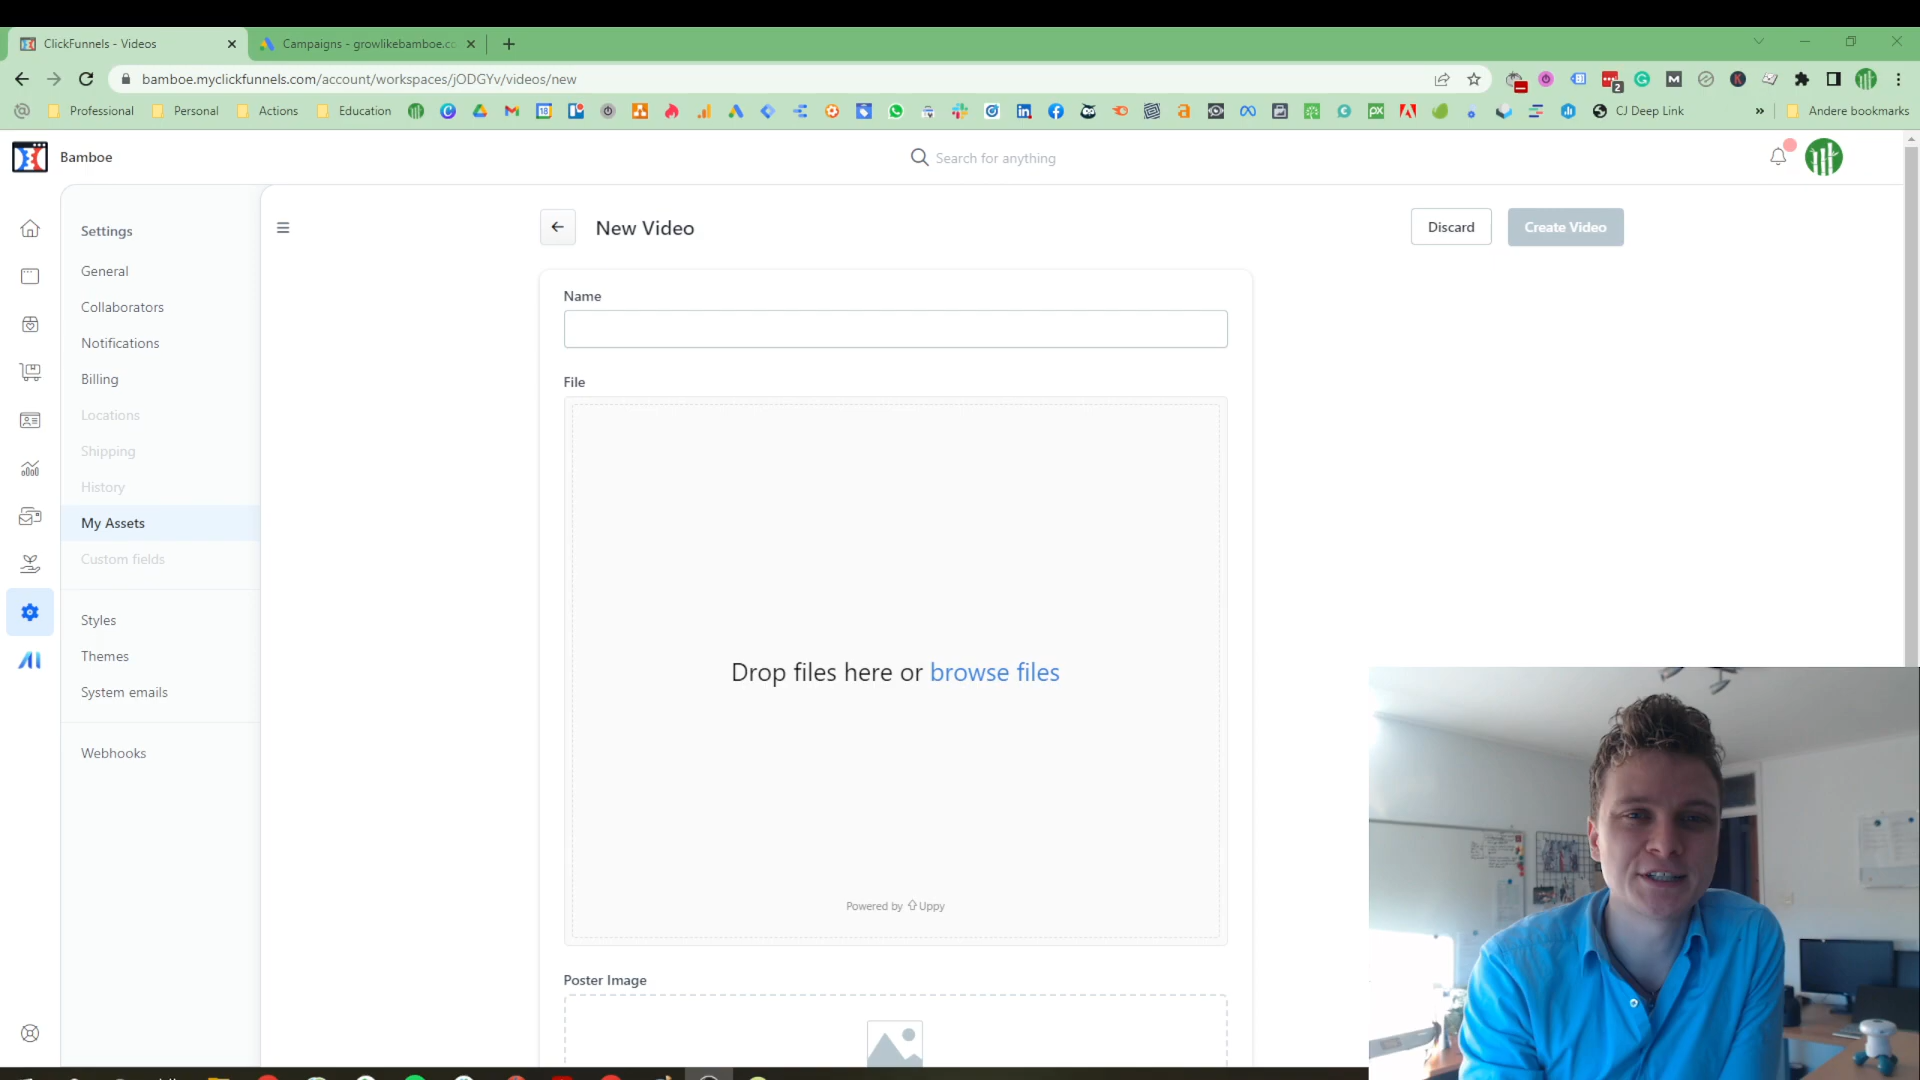 ClickFunnels - Videos
Campaigns - growlikebamboe.co
bamboe.myclickfunnels.com/account/workspaces/jODGYv/videos/new
Professional
Personal
Actions
Education
CJ Deep Link
Andere bookmarks
Bamboe
Search for anything
Settings
General
Collaborators
Notifications
Billing
Locations
Shipping
History
My Assets
Custom fields
Styles
Themes
System emails
Webhooks
New Video
Discard
Create Video
Name
File
Drop files here or browse files
Powered by Uppy
Poster Image